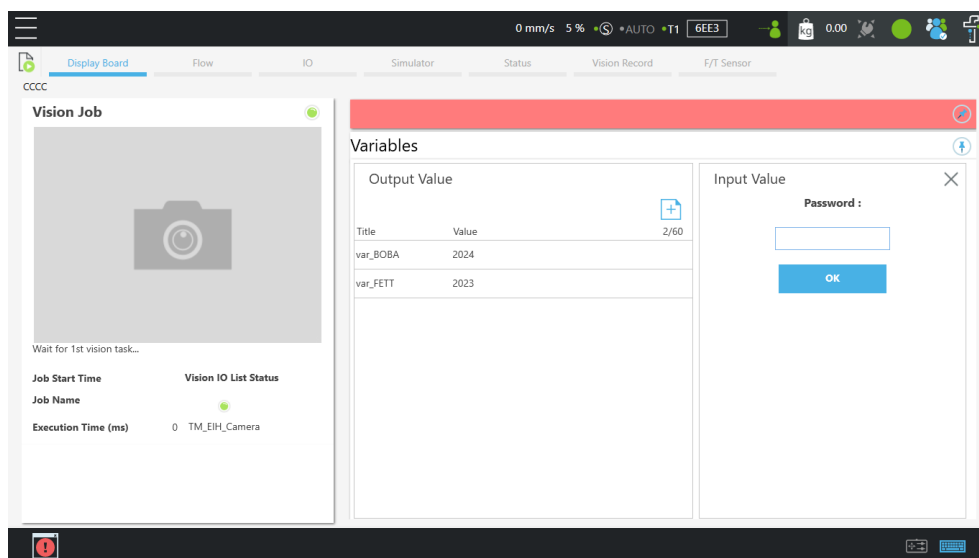 0 mm/s 5 % •Ⓢ •AUTO •T1 6EE3 kg 0.00
Display Board Flow IO Simulator Status Vision Record F/T Sensor
CCCC
Vision Job
Wait for 1st vision task...
Job Start Time Vision IO List Status
Job Name
Execution Time (ms) 0 TM_EIH_Camera
Variables
Output Value
Title Value 2/60
var_BOBA 2024
var_FETT 2023
Input Value
Password :
OK